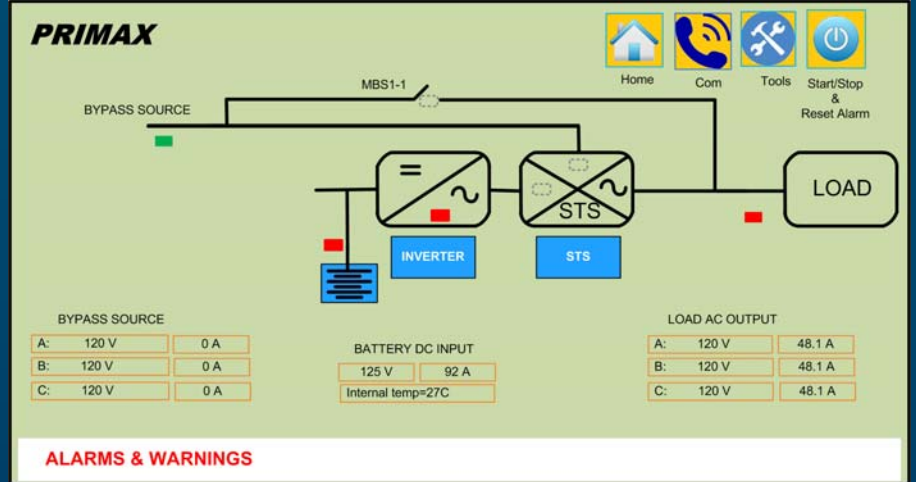 PRIMAX
Home
Com
Tools
Start/Stop
&
Reset Alarm
MBS1-1
BYPASS SOURCE
LOAD
STS
INVERTER
STS
BYPASS SOURCE
A: 120 V 0 A
B: 120 V 0 A
C: 120 V 0 A
BATTERY DC INPUT
125 V 92 A
Internal temp=27C
LOAD AC OUTPUT
A: 120 V 48.1 A
B: 120 V 48.1 A
C: 120 V 48.1 A
ALARMS & WARNINGS